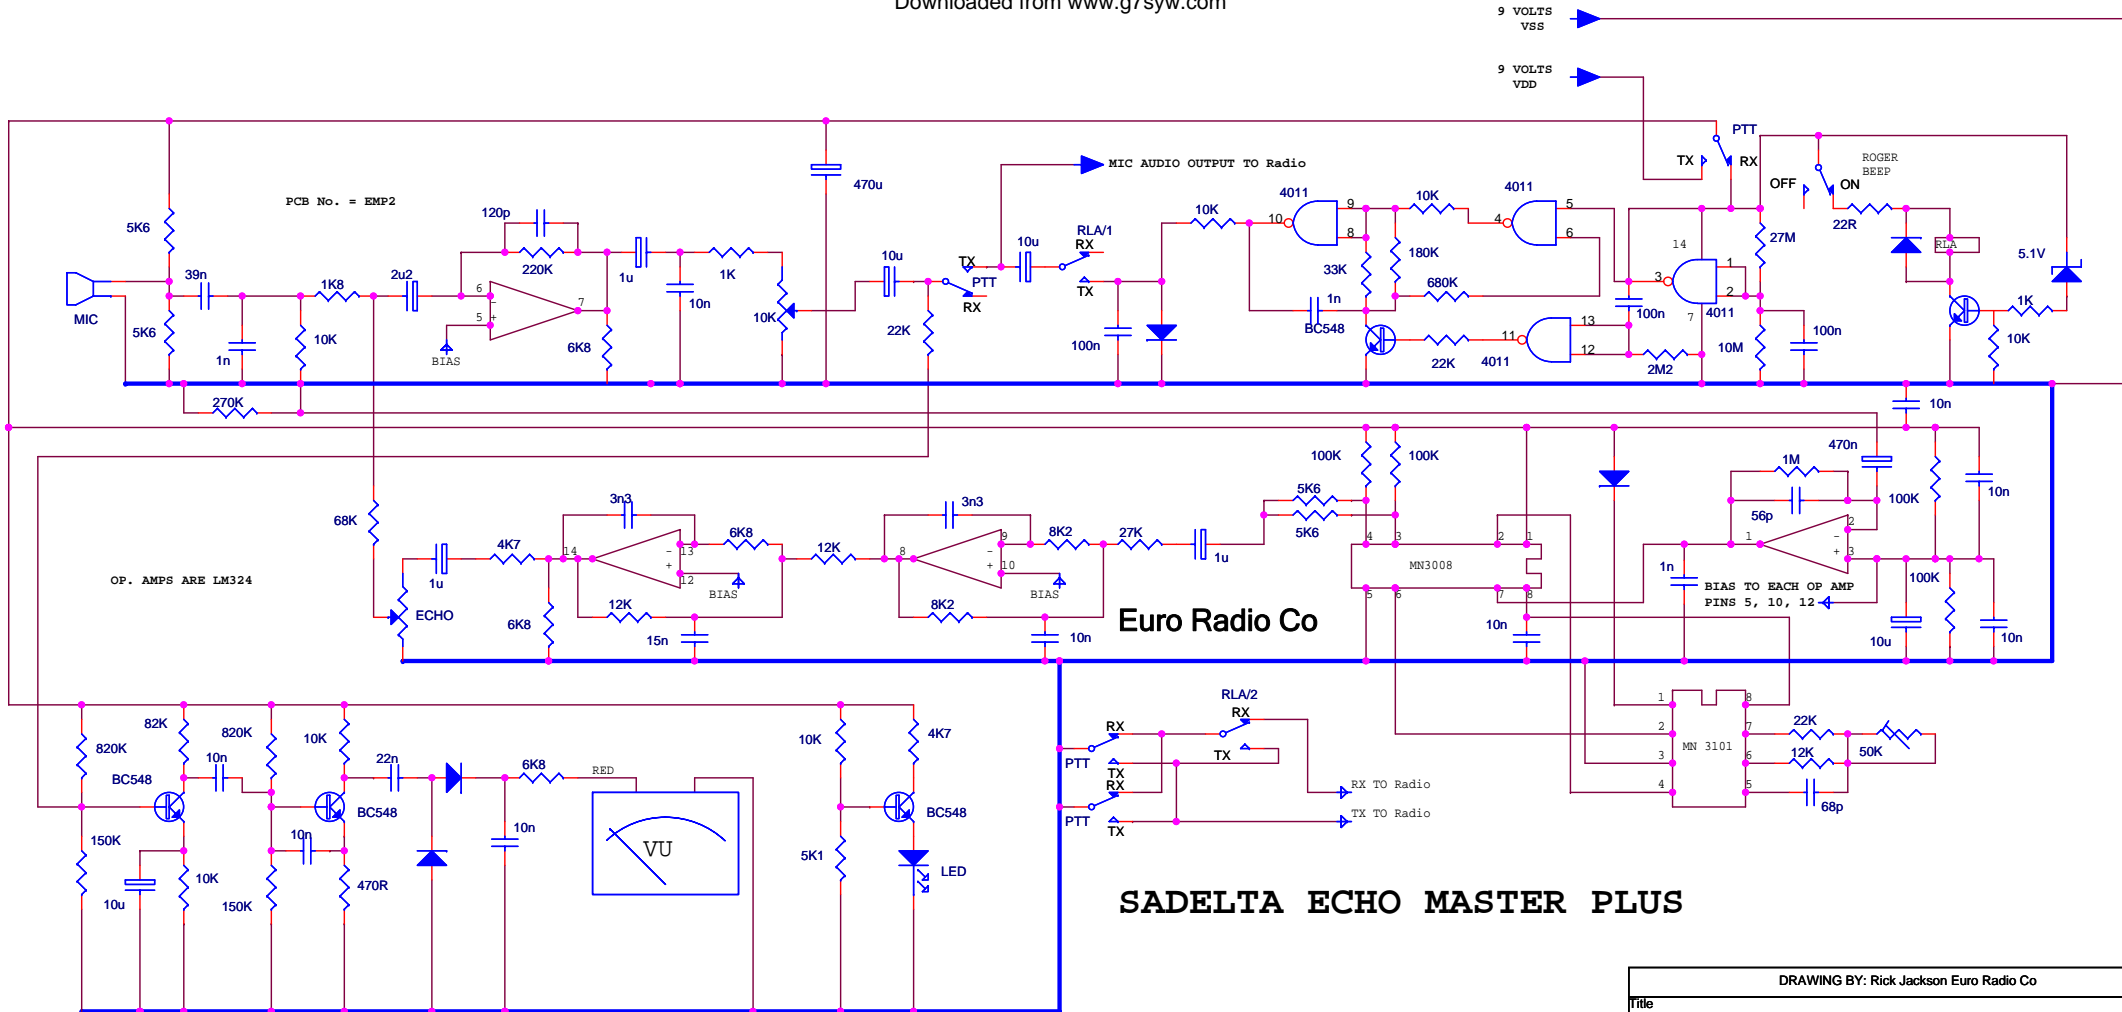 Downloaded from www.g7syw.com
9 VOLTS
VSS
9 VOLTS
VDD
PTT
TX
RX
ROGER
BEEP
OFF
ON
22R
RLA
5.1V
1K
10K
MIC AUDIO OUTPUT TO Radio
470u
PCB No. = EMP2
5K6
MIC
5K6
39n
1n
10K
1K8
2u2
120p
220K
6
-
5
+
7
BIAS
6K8
1u
10n
1K
10K
10u
22K
TX
PTT
RX
10u
RLA/1
RX
TX
100n
10K
4011
10
9
8
10K
33K
180K
680K
1n
BC548
22K
4011
4
5
6
11
13
12
4011
14
3
1
2
7
4011
100n
2M2
27M
10M
100n
270K
10n
470n
100K
10n
1M
56p
1
2
-
+
3
1n
BIAS TO EACH OP AMP
PINS 5, 10, 12
100K
10u
10n
68K
OP. AMPS ARE LM324
ECHO
1u
4K7
6K8
3n3
14
-
13
+
12
6K8
BIAS
12K
15n
12K
3n3
8
9
-
+
10
8K2
BIAS
8K2
10n
27K
1u
5K6
5K6
100K
100K
4
3
2
1
MN3008
5
6
7
8
10n
Euro Radio Co
1
2
3
4
MN 3101
8
7
6
5
22K
12K
50K
68p
820K
82K
BC548
150K
10u
10K
10n
820K
10K
BC548
10n
150K
470R
22n
10n
6K8
RED
VU
10K
4K7
BC548
5K1
LED
RX
PTT
TX
RX
PTT
TX
RLA/2
RX
TX
RX TO Radio
TX TO Radio
SADELTA ECHO MASTER PLUS
DRAWING BY: Rick Jackson Euro Radio Co
Title